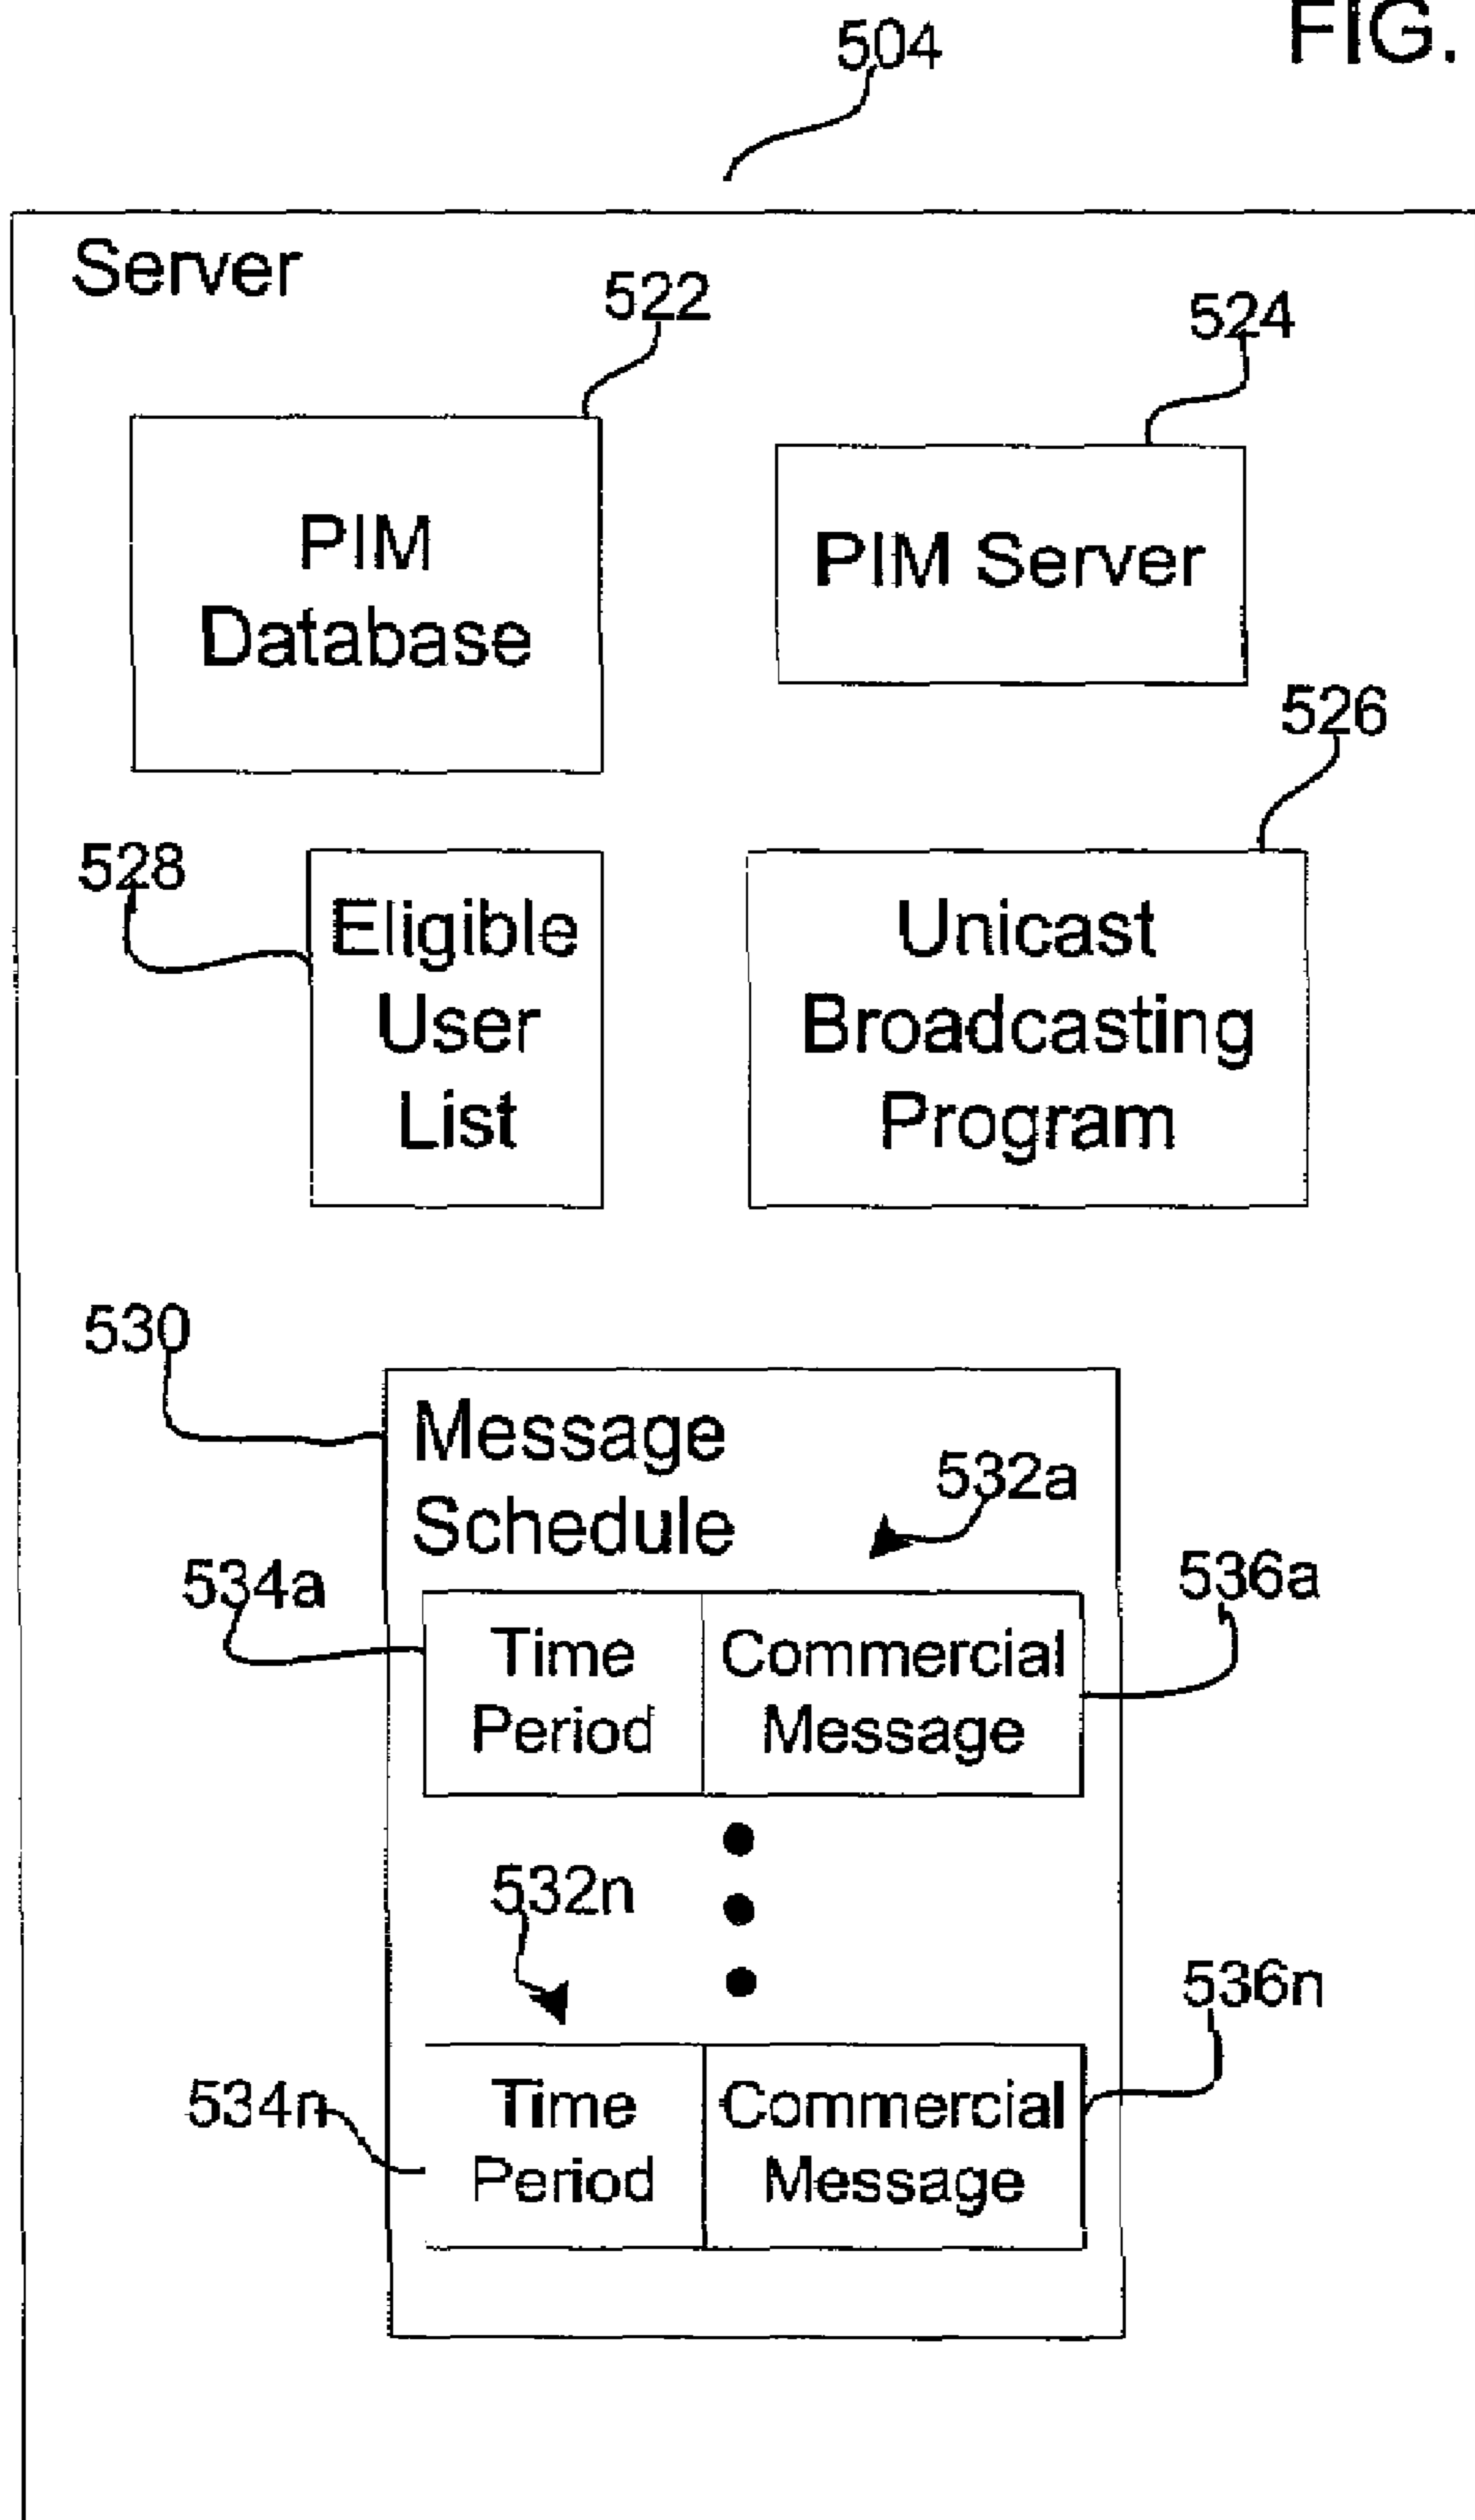 FIG.
504
Server
522
524
PIM
Database
PIM Server
526
528
Eligible
User
List
Unicast
Broadcasting
Program
530
Message
Schedule
532a
534a
536a
Time
Period
Commercial
Message
532n
536n
534n
Time
Period
Commercial
Message